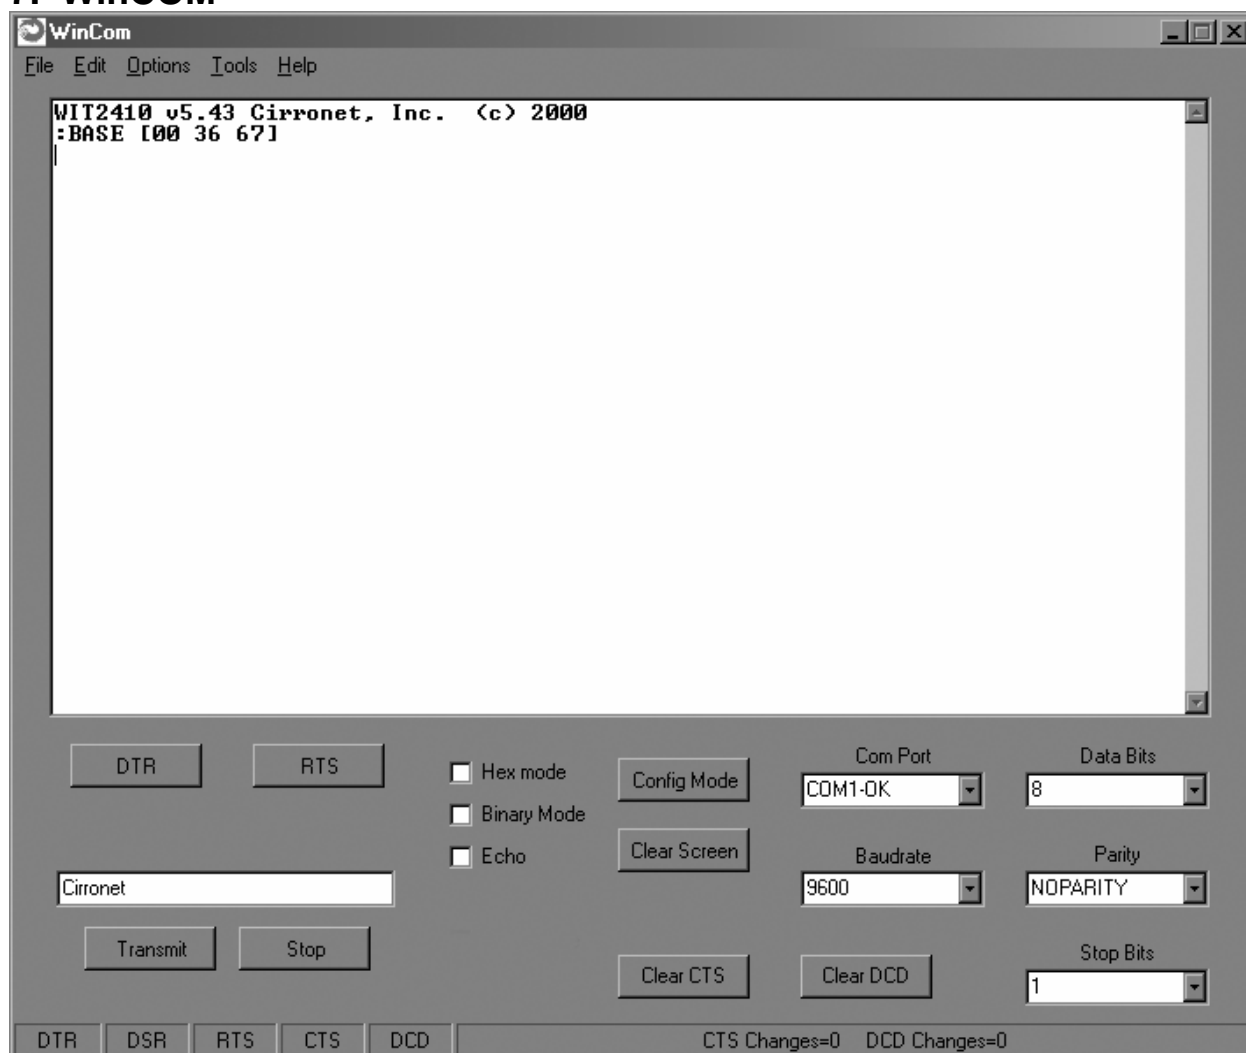 WinCom
File Edit Options Tools Help
WIT2410 v5.43 Cirronet, Inc. (c) 2000
:BASE [00 36 67]
DTR RTS
Hex mode
Binary Mode
Echo
Config Mode
Clear Screen
Com Port
COM1-OK
Data Bits
8
Baudrate
9600
Parity
NOPARITY
Cirronet
Transmit Stop
Clear CTS Clear DCD
Stop Bits
1
DTR DSR RTS CTS DCD CTS Changes=0 DCD Changes=0